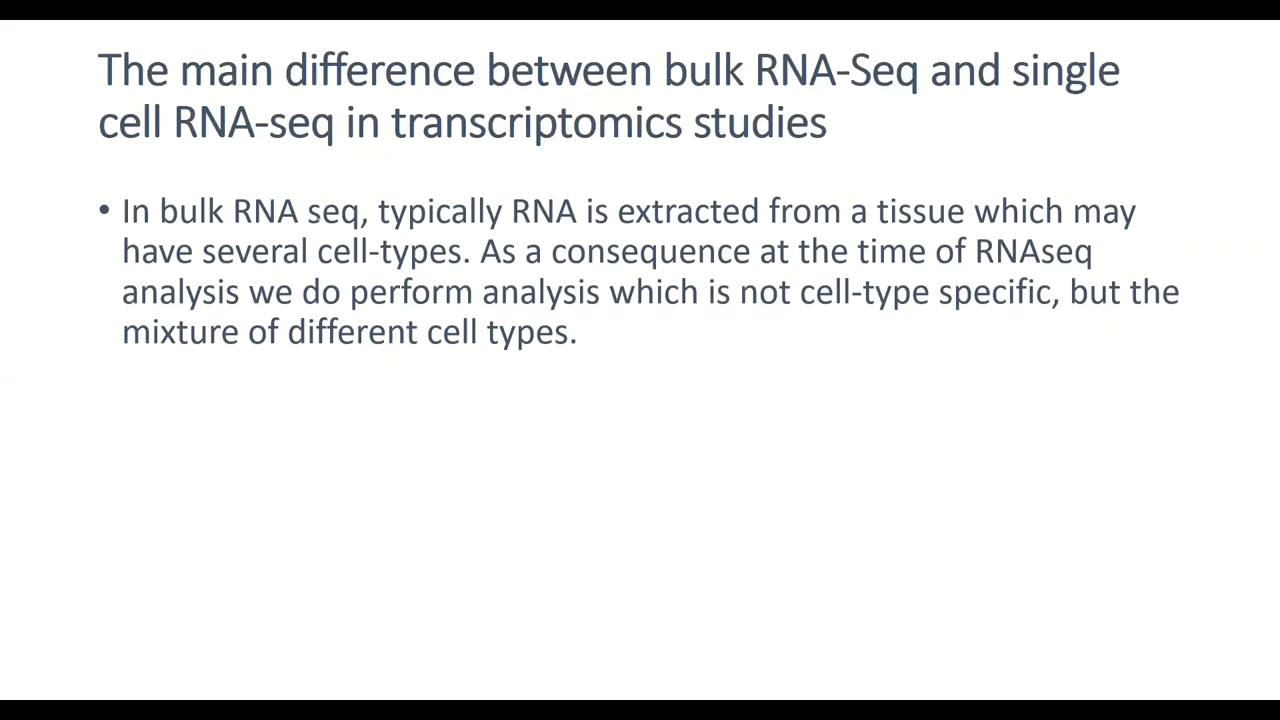 The main difference between bulk RNA-Seq and single
cell RNA-seq in transcriptomics studies
• In bulk RNA seq, typically RNA is extracted from a tissue which may
have several cell-types. As a consequence at the time of RNAseq
analysis we do perform analysis which is not cell-type specific, but the
mixture of different cell types.